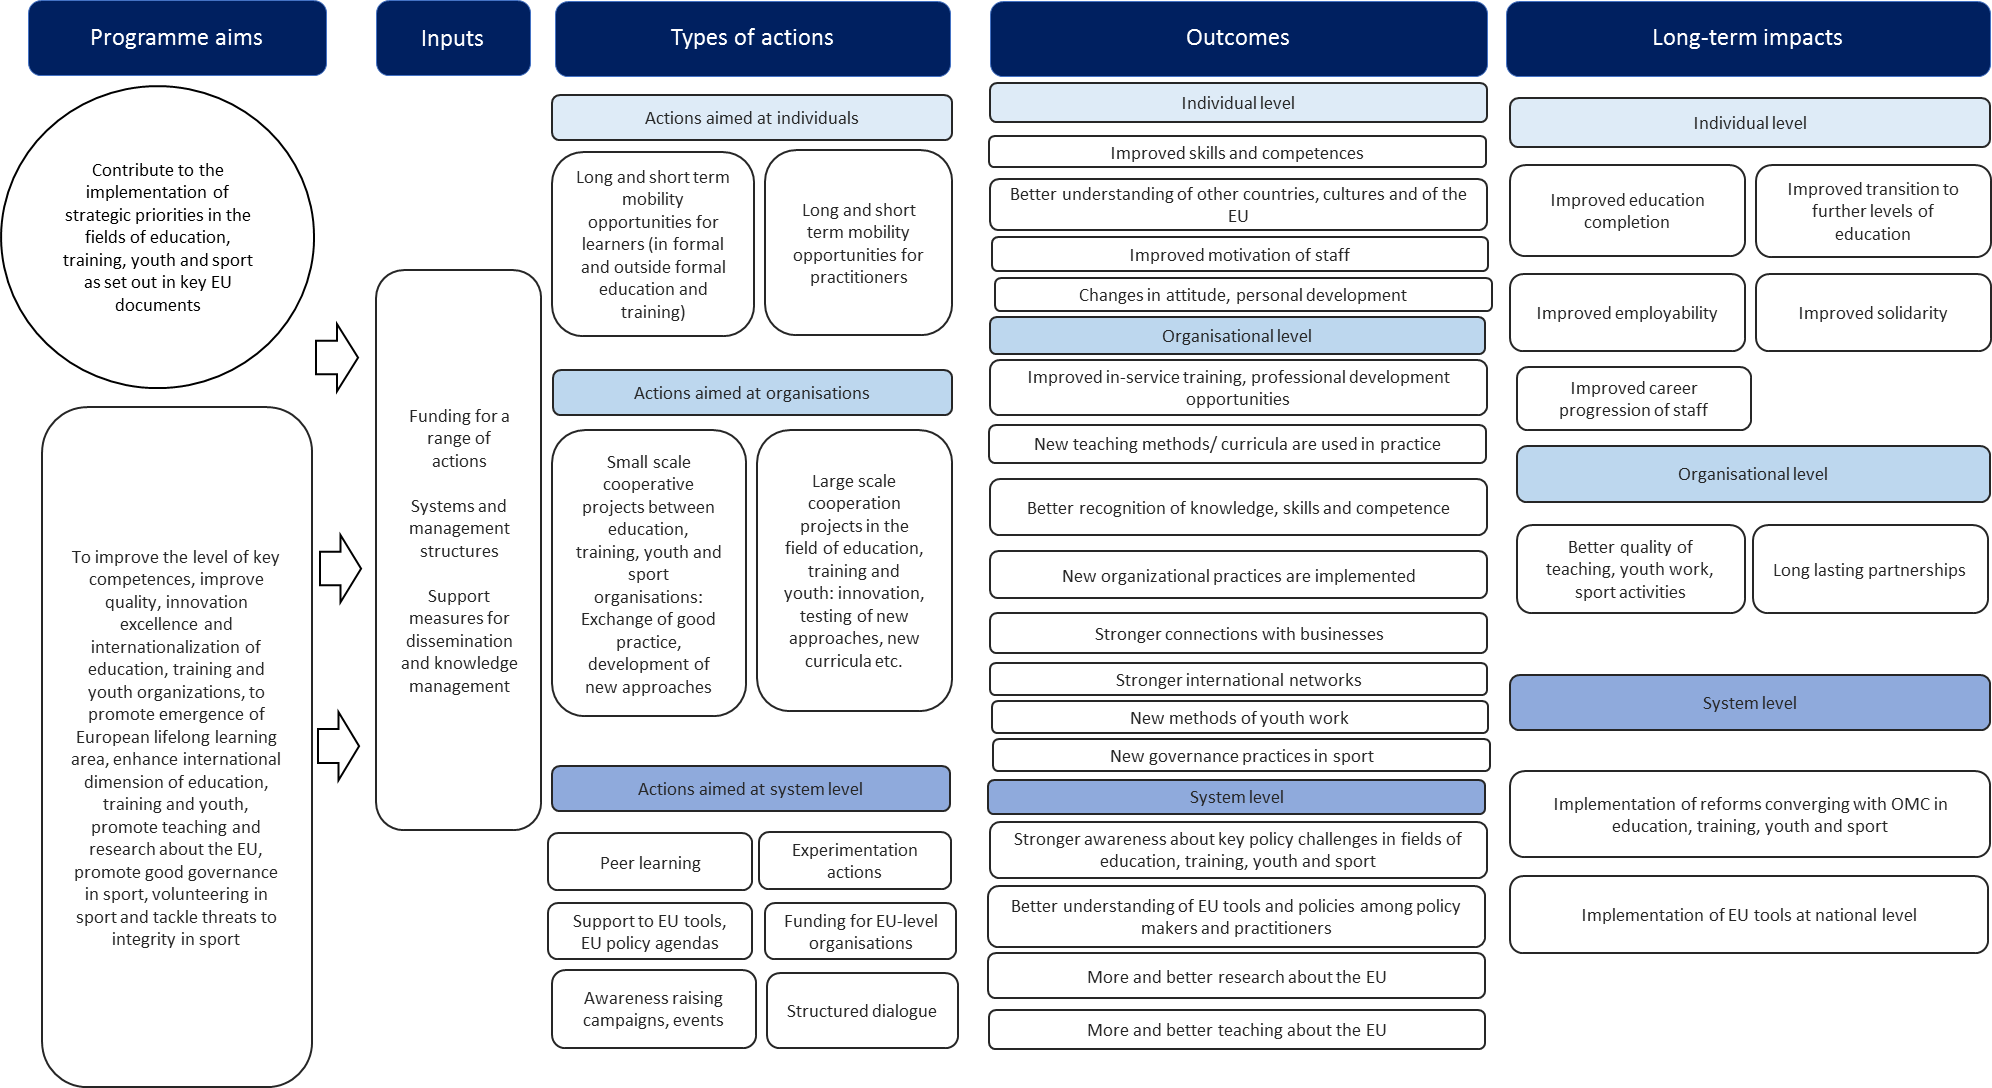 Programme aims
Inputs
Types of actions
Outcomes
Long-term impacts
Contribute to the
implementation of
strategic priorities in the
fields of education,
training, youth and sport
as set out in key EU
documents
To improve the level of key
competences, improve
quality, innovation
excellence and
internationalization of
education, training and
youth organizations, to
promote emergence of
European lifelong learning
area, enhance international
dimension of education,
training and youth,
promote teaching and
research about the EU,
promote good governance
in sport, volunteering in
sport and tackle threats to
integrity in sport
Funding for a
range of
actions
Systems and
management
structures
Support
measures for
dissemination
and knowledge
management
Actions aimed at individuals
Long and short term
mobility
opportunities for
learners (in formal
and outside formal
education and
training)
Long and short
term mobility
opportunities for
practitioners
Actions aimed at organisations
Small scale
cooperative
projects between
education,
training, youth and
sport
organisations:
Exchange of good
practice,
development of
new approaches
Large scale
cooperation
projects in the
field of education,
training and
youth: innovation,
testing of new
approaches, new
curricula etc.
Actions aimed at system level
Peer learning
Experimentation
actions
Support to EU tools,
EU policy agendas
Funding for EU-level
organisations
Awareness raising
campaigns, events
Structured dialogue
Individual level
Improved skills and competences
Better understanding of other countries, cultures and of the
EU
Improved motivation of staff
Changes in attitude, personal development
Organisational level
Improved in-service training, professional development
opportunities
New teaching methods/ curricula are used in practice
Better recognition of knowledge, skills and competence
New organizational practices are implemented
Stronger connections with businesses
Stronger international networks
New methods of youth work
New governance practices in sport
System level
Stronger awareness about key policy challenges in fields of
education, training, youth and sport
Better understanding of EU tools and policies among policy
makers and practitioners
More and better research about the EU
More and better teaching about the EU
Individual level
Improved education
completion
Improved transition to
further levels of
education
Improved employability
Improved solidarity
Improved career
progression of staff
Organisational level
Better quality of
teaching, youth work,
sport activities
Long lasting partnerships
System level
Implementation of reforms converging with OMC in
education, training, youth and sport
Implementation of EU tools at national level